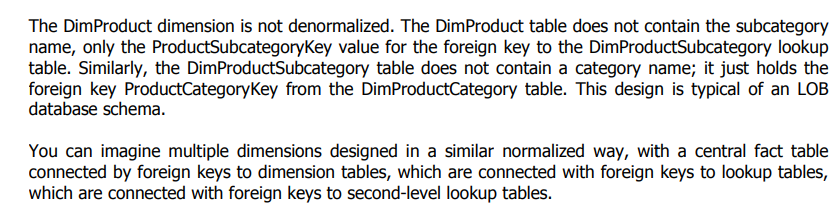 The DimProduct dimension is not denormalized. The DimProduct table does not contain the subcategory
name, only the ProductSubcategoryKey value for the foreign key to the DimProductSubcategory lookup
table. Similarly, the DimProductSubcategory table does not contain a category name; it just holds the
foreign key ProductCategoryKey from the DimProductCategory table. This design is typical of an LOB
database schema.
You can imagine multiple dimensions designed in a similar normalized way, with a central fact table
connected by foreign keys to dimension tables, which are connected with foreign keys to lookup tables,
which are connected with foreign keys to second-level lookup tables.